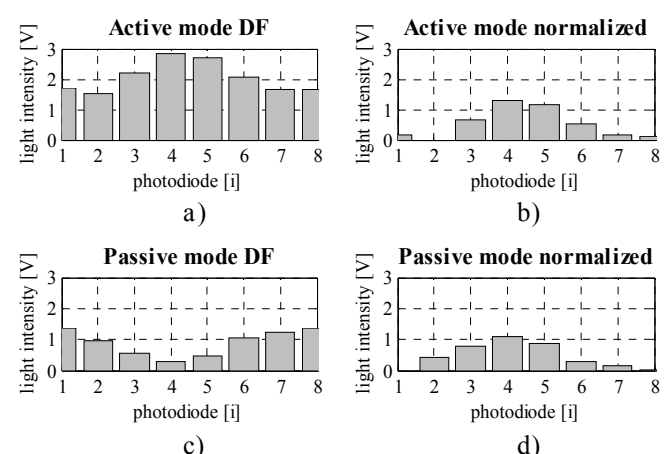 Active mode DF
light intensity [V]
3
2
1
0
1 2 3 4 5 6 7 8
photodiode [i]
a)
Active mode normalized
light intensity [V]
3
2
1
0
1 2 3 4 5 6 7 8
photodiode [i]
b)
Passive mode DF
light intensity [V]
3
2
1
0
1 2 3 4 5 6 7 8
photodiode [i]
c)
Passive mode normalized
light intensity [V]
3
2
1
0
1 2 3 4 5 6 7 8
photodiode [i]
d)